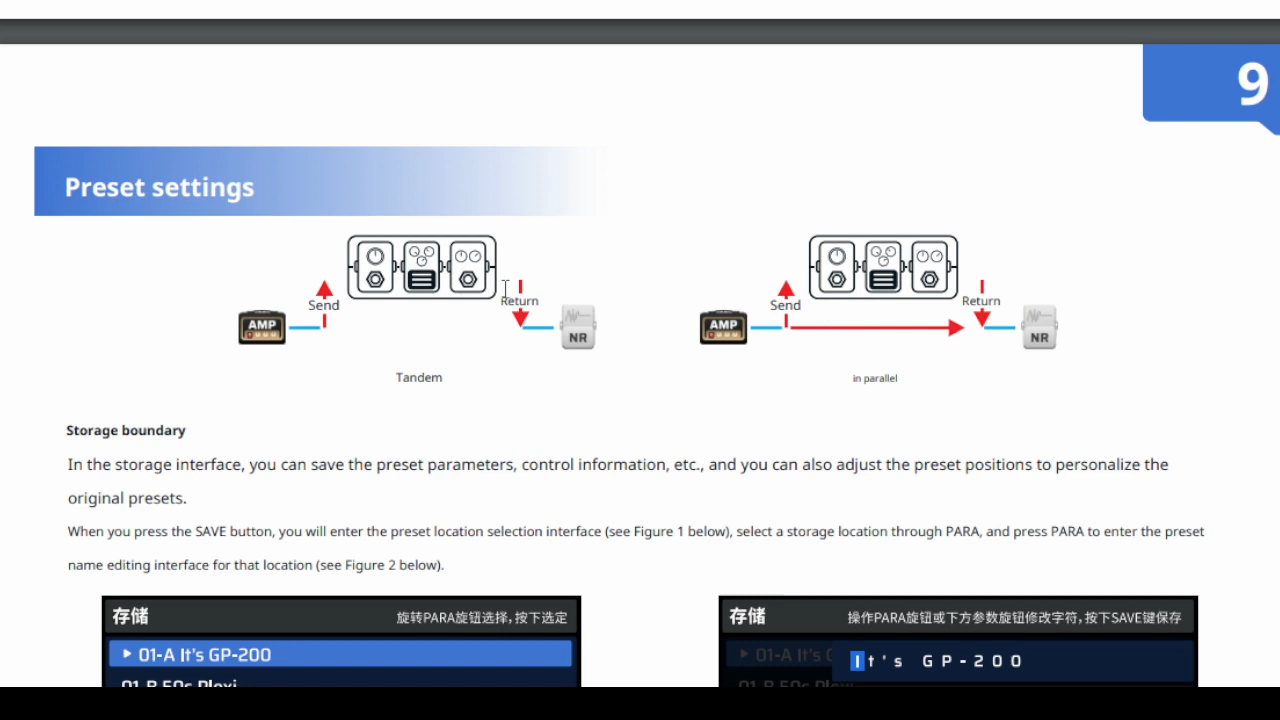 9
Preset settings
Send
Return
AMP
NR
Send
Return
AMP
NR
Tandem
in parallel
Storage boundary
In the storage interface, you can save the preset parameters, control information, etc., and you can also adjust the preset positions to personalize the
original presets.
When you press the SAVE button, you will enter the preset location selection interface (see Figure 1 below), select a storage location through PARA, and press PARA to enter the preset
name editing interface for that location (see Figure 2 below).
存储 旋转PARA旋钮选择,按下选定
01-A It's GP-200
01-B EQs Plexi
存储 操作PARA旋钮或下方参数旋钮修改字符,按下SAVE键保存
01-A It's G
It's GP-200